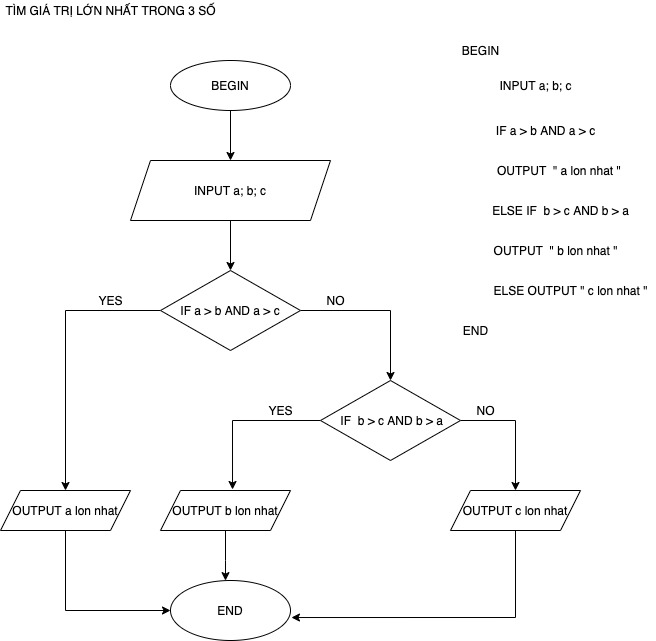 TÌM GIÁ TRỊ LỚN NHẤT TRONG 3 SỐ
BEGIN
INPUT a; b; c
IF a > b AND a > c
YES
NO
IF b > c AND b > a
YES
NO
OUTPUT a lon nhat
OUTPUT b lon nhat
OUTPUT c lon nhat
END
BEGIN
INPUT a; b; c
IF a > b AND a > c
OUTPUT " a lon nhat "
ELSE IF b > c AND b > a
OUTPUT " b lon nhat "
ELSE OUTPUT " c lon nhat "
END